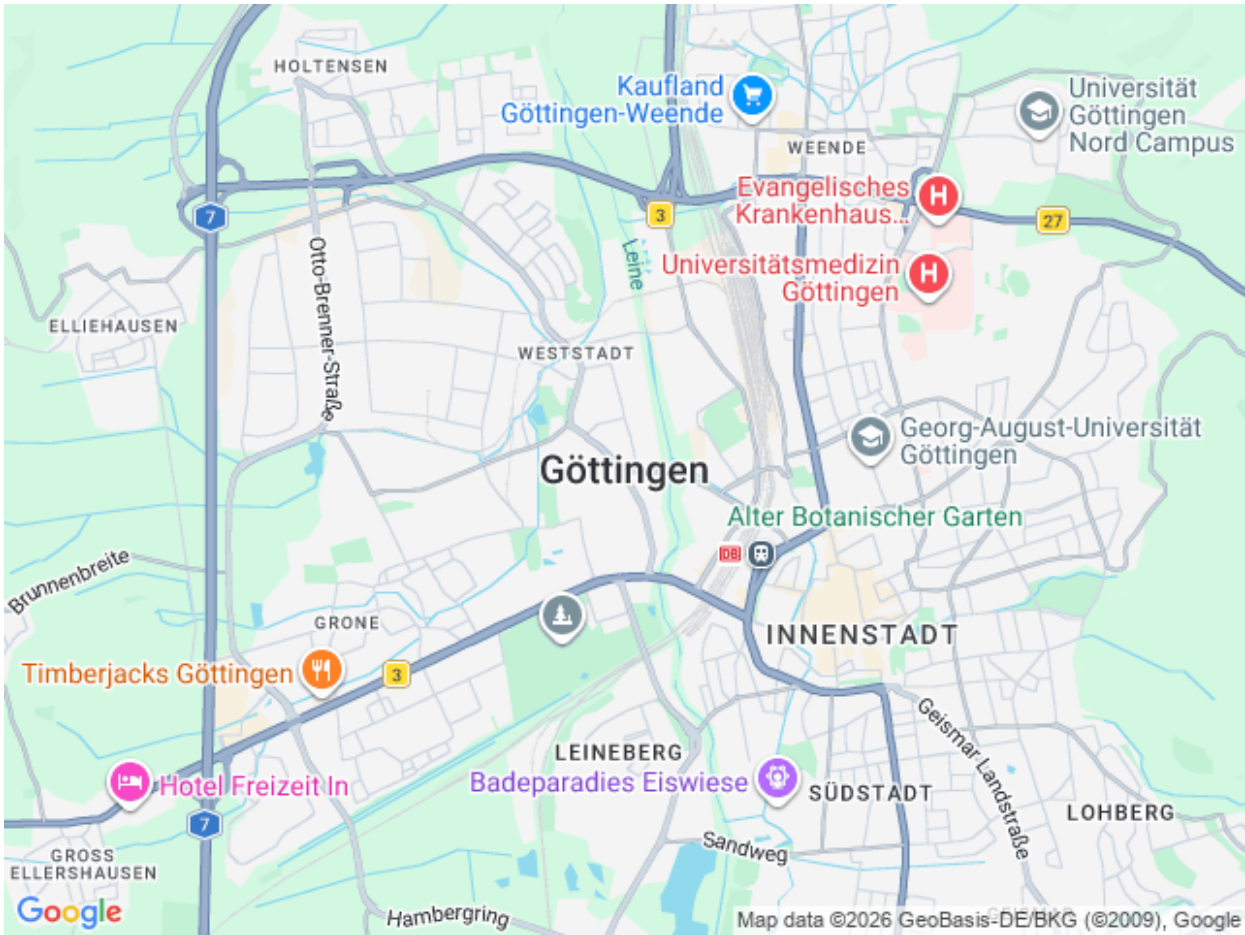 HOLTENSEN
Kaufland
Göttingen-Weende
Universität
Göttingen
Nord Campus
WEENDE
Evangelisches
Krankenhaus...
7
3
27
Otto-Brenner-Straße
Leine
Universitätsmedizin
Göttingen
ELLIEHAUSEN
WESTSTADT
Georg-August-Universität
Göttingen
Göttingen
Alter Botanischer Garten
DB
Brunnenbreite
GRONE
INNENSTADT
Timberjacks Göttingen
3
Geismar Landstraße
LEINEBERG
Badeparadies Eiswiese
Hotel Freizeit In
SÜDSTADT
LOHBERG
7
Sandweg
GROSS
ELLERSHAUSEN
Google
Hambergring
GEISMAR
Map data ©2026 GeoBasis-DE/BKG (©2009), Google